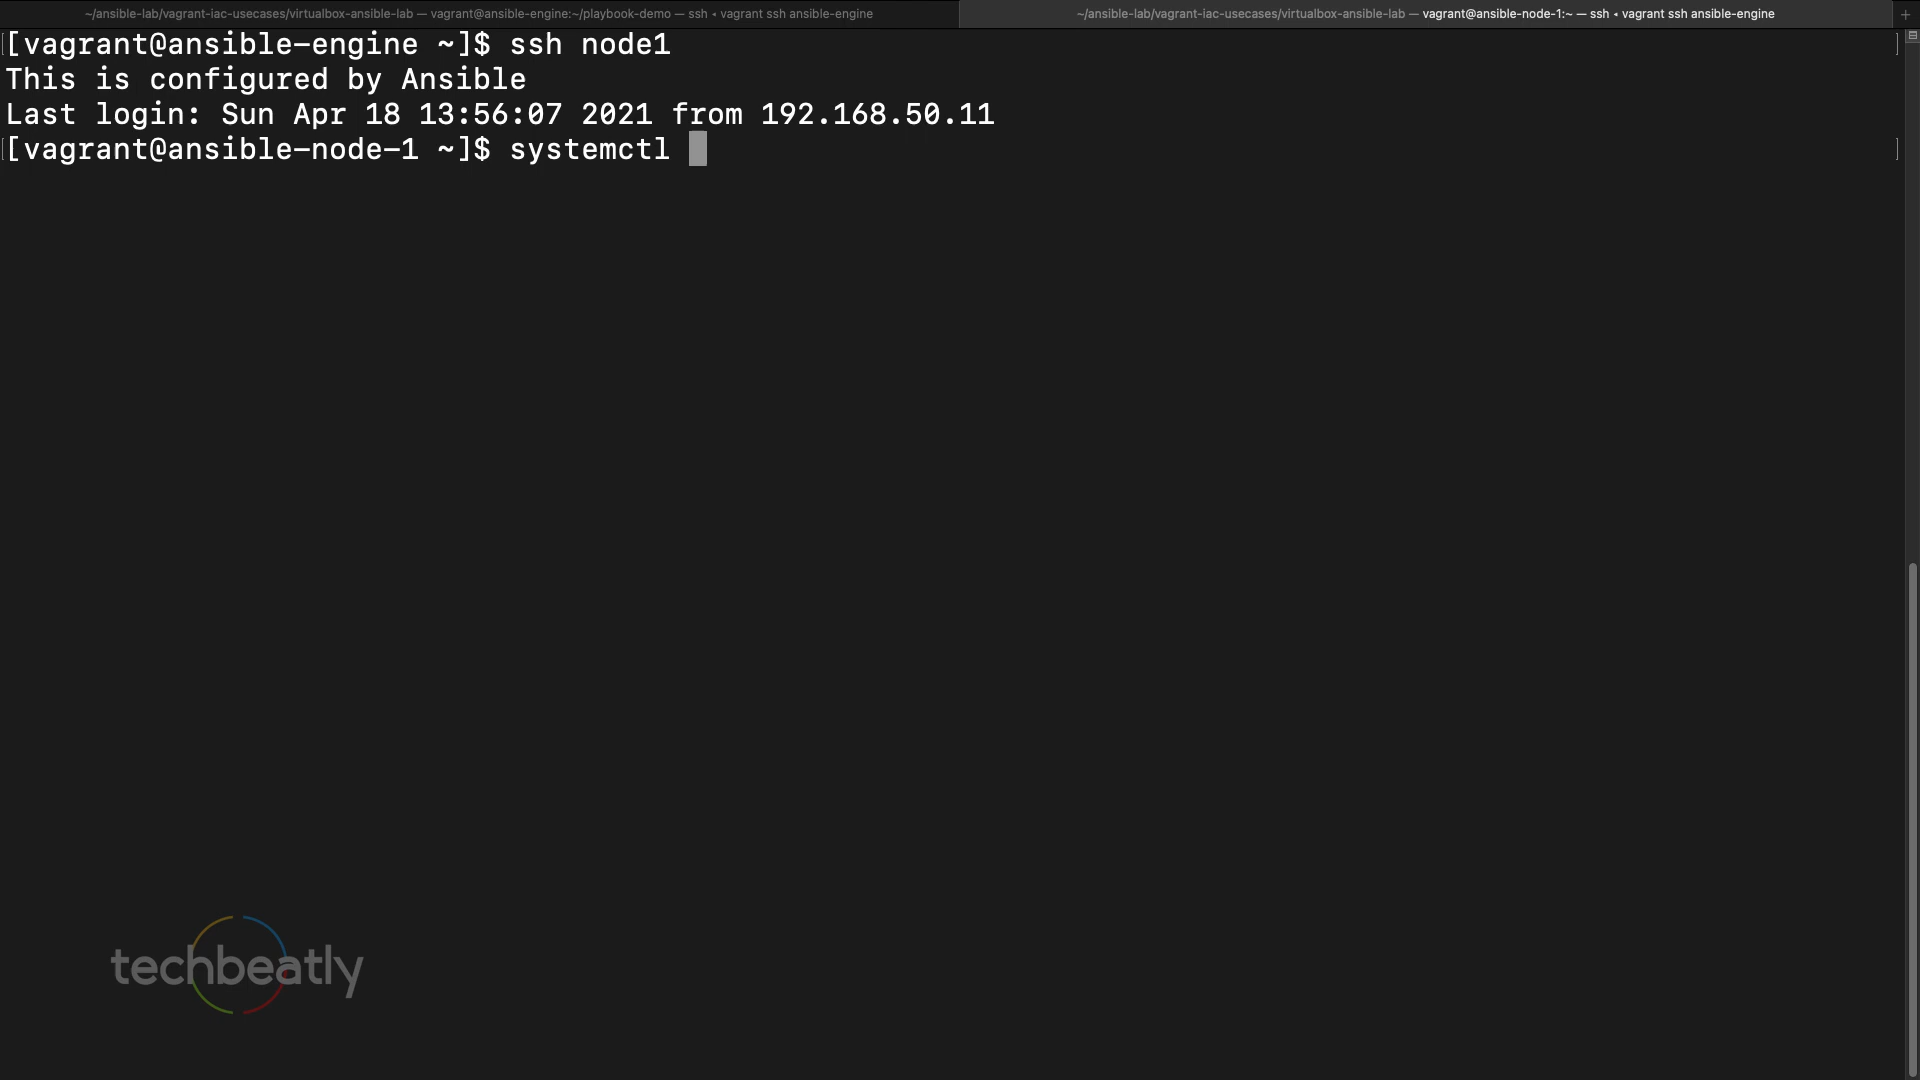 ~/ansible-lab/vagrant-iac-usecases/virtualbox-ansible-lab — vagrant@ansible-engine:~/playbook-demo — ssh ◂ vagrant ssh ansible-engine
~/ansible-lab/vagrant-iac-usecases/virtualbox-ansible-lab — vagrant@ansible-node-1:~ — ssh ◂ vagrant ssh ansible-engine
[vagrant@ansible-engine ~]$ ssh node1
This is configured by Ansible
Last login: Sun Apr 18 13:56:07 2021 from 192.168.50.11
[vagrant@ansible-node-1 ~]$ systemctl
techbeatly